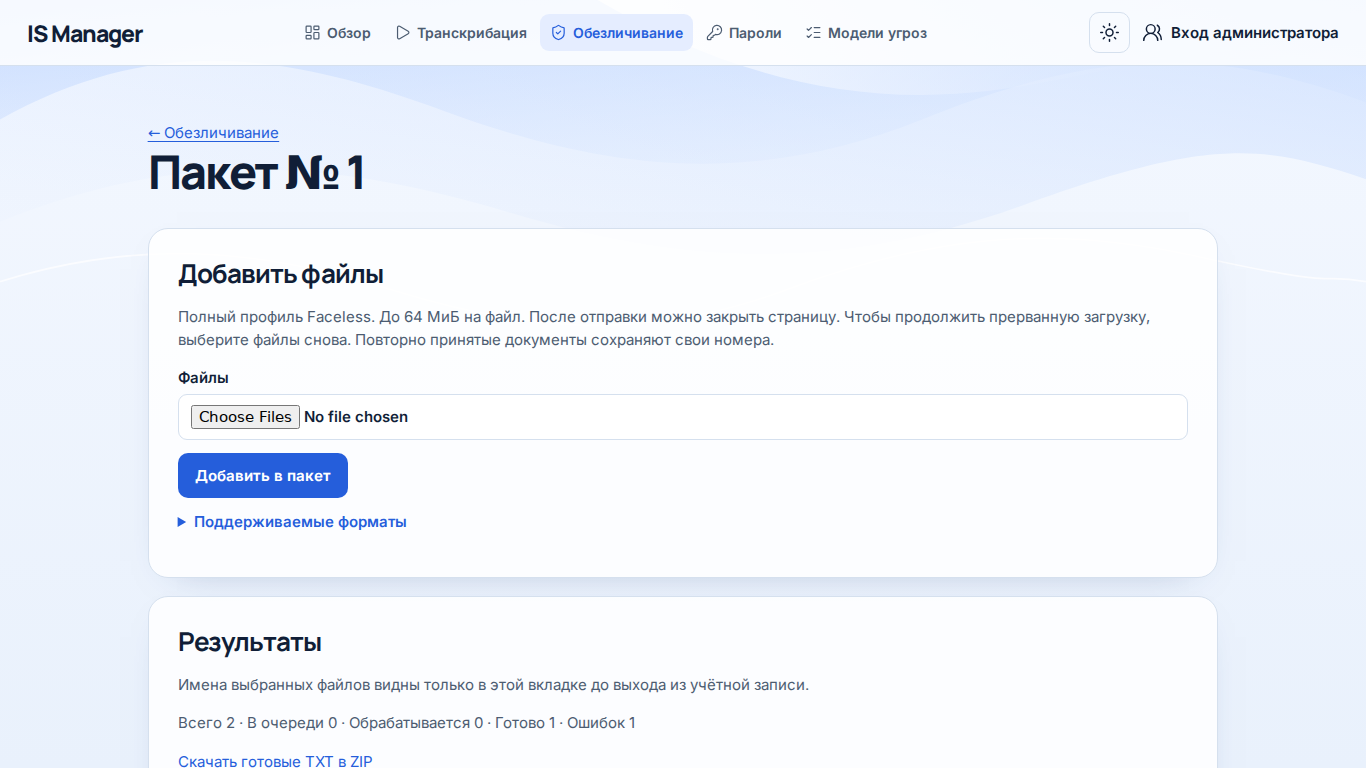 IS Manager
Обзор
Транскрибация
Обезличивание
Пароли
Модели угроз
Вход администратора
← Обезличивание
Пакет № 1
Добавить файлы
Полный профиль Faceless. До 64 МиБ на файл. После отправки можно закрыть страницу. Чтобы продолжить прерванную загрузку,
выберите файлы снова. Повторно принятые документы сохраняют свои номера.
Файлы
Choose Files No file chosen
Добавить в пакет
Поддерживаемые форматы
Результаты
Имена выбранных файлов видны только в этой вкладке до выхода из учётной записи.
Всего 2 · В очереди 0 · Обрабатывается 0 · Готово 1 · Ошибок 1
Скачать готовые TXT в ZIP